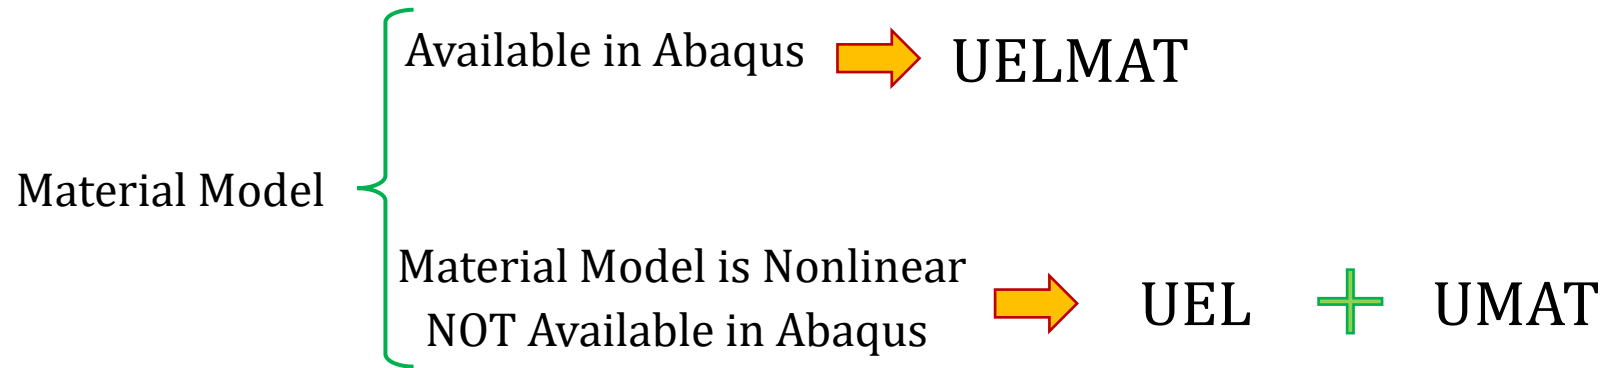 Available in Abaqus
UELMAT
Material Model
Material Model is Nonlinear
NOT Available in Abaqus
UEL + UMAT